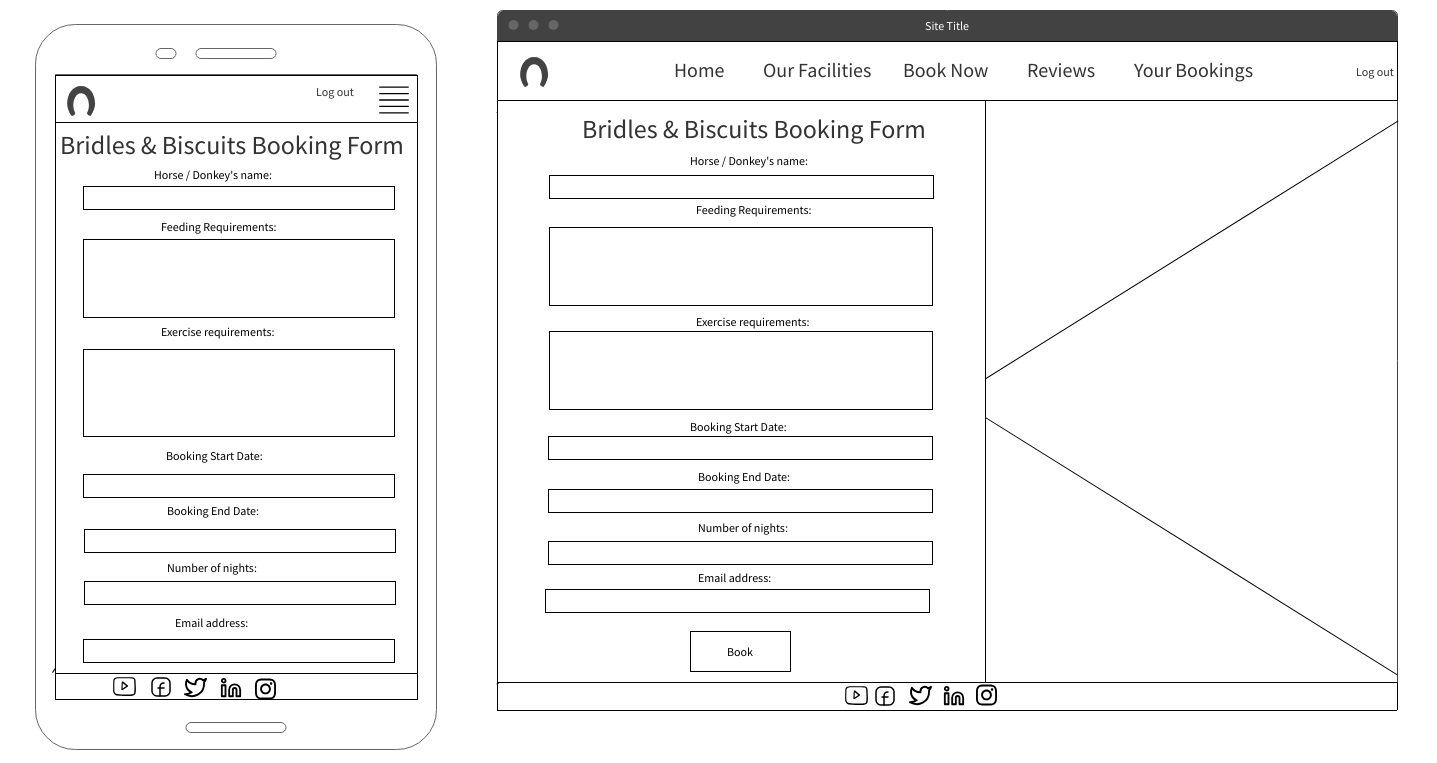 Log out
Bridles & Biscuits Booking Form
Horse / Donkey's name:
Feeding Requirements:
Exercise requirements:
Booking Start Date:
Booking End Date:
Number of nights:
Email address:
Site Title
Home Our Facilities Book Now Reviews Your Bookings Log out
Bridles & Biscuits Booking Form
Horse / Donkey's name:
Feeding Requirements:
Exercise requirements:
Booking Start Date:
Booking End Date:
Number of nights:
Email address:
Book